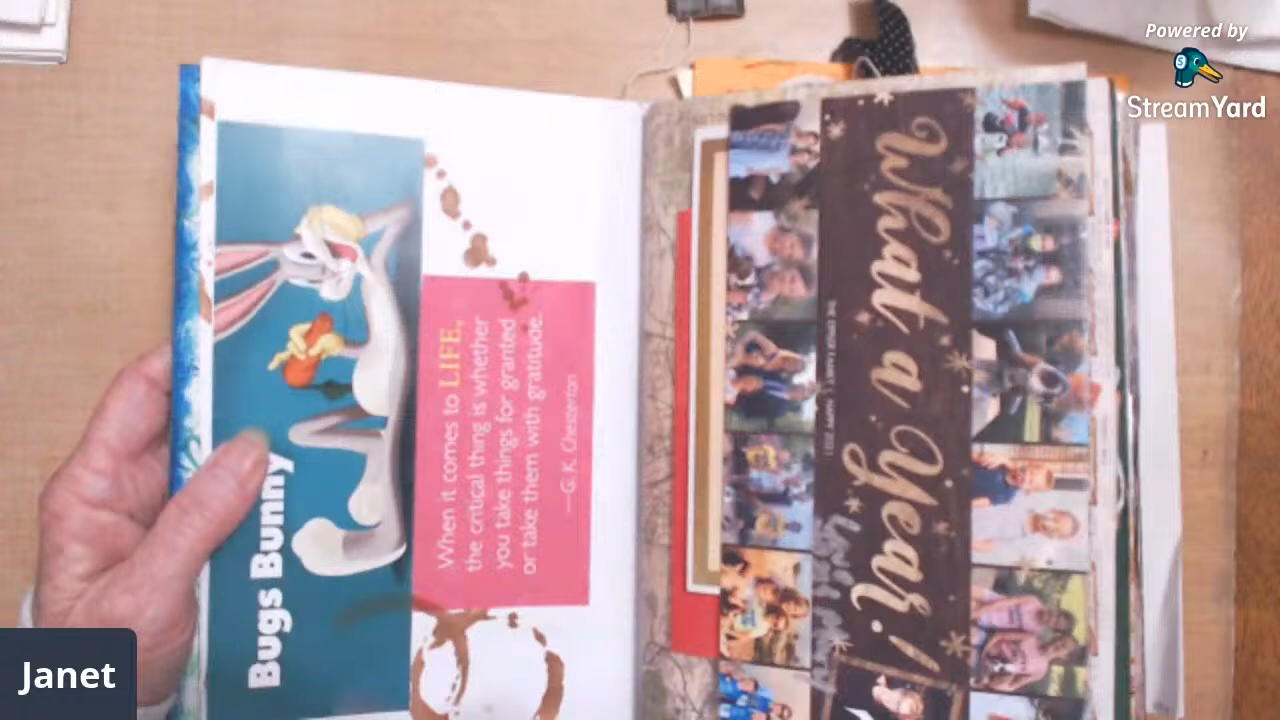 Powered by
StreamYard
Bugs Bunny
When it comes to LIFE,
the critical thing is whether
you take things for granted
or take them with gratitude.
—G. K. Chesterton
What a Year!
Janet